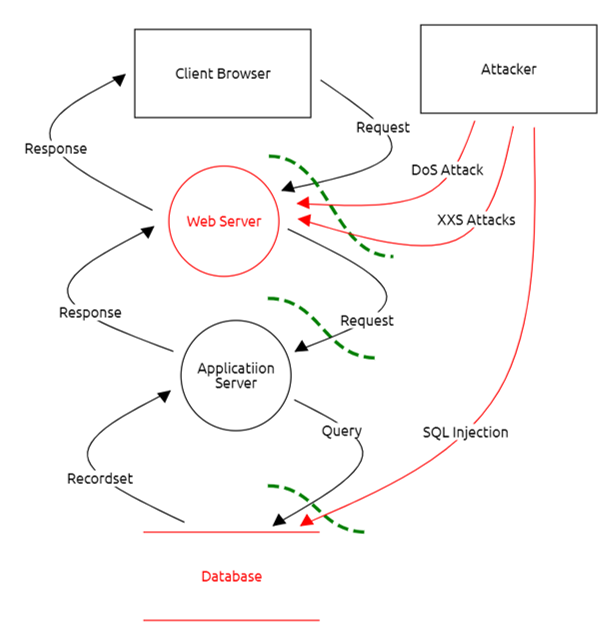 Client Browser
Attacker
Request
Response
DoS Attack
Web Server
XXS Attacks
Response
Request
Applicatiion
Server
Query
SQL Injection
Recordset
Database